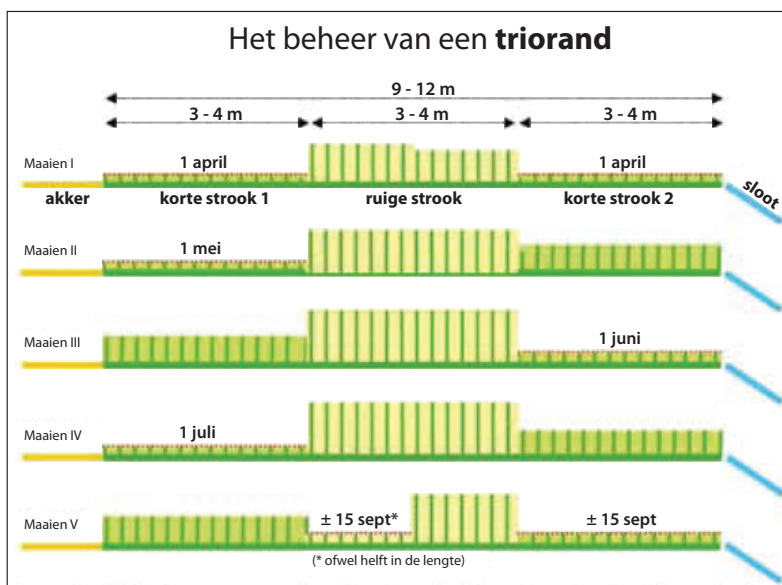 Het beheer van een triorand
9 - 12 m
3 - 4 m 3 - 4 m 3 - 4 m
Maaien I 1 april 1 april
akker korte strook 1 ruige strook korte strook 2 sloot
Maaien II 1 mei
Maaien III 1 juni
Maaien IV 1 juli
Maaien V ± 15 sept* ± 15 sept
(* ofwel helft in de lengte)